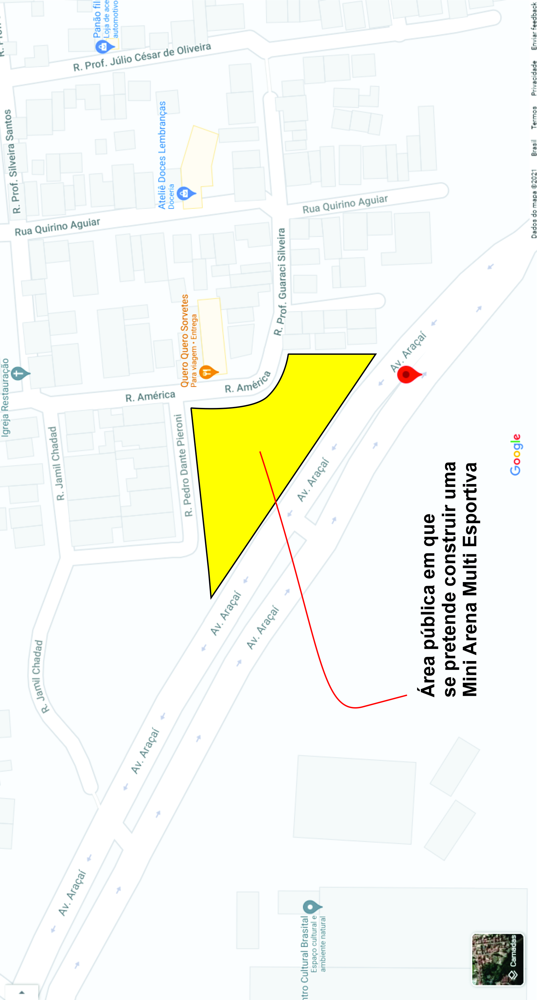 Igreja Restauração
R. Prof. Silveira Santos
Panão fil
Loja de ace
automotivo
R. Prof. Júlio César de Oliveira
Rua Quirino Aguiar
Ateliê Doces Lembranças
Doceria
Rua Quirino Aguiar
Quero Quero Sorvetes
Para viagem • Entrega
R. Prof. Guaraci Silveira
R. América
R. América
R. Jamil Chadad
R. Jamil Chadad
R. Pedro Dante Pieroni
Av. Araçaí
Av. Araçaí
Av. Araçaí
Av. Araçaí
Av. Araçaí
Av. Araçaí
Área pública em que
se pretende construir uma
Mini Arena Multi Esportiva
ntro Cultural Brasital
Espaço cultural e
ambiente natural
Camadas
Google
Dados do mapa ©2021 Brasil Termos Privacidade Enviar feedback